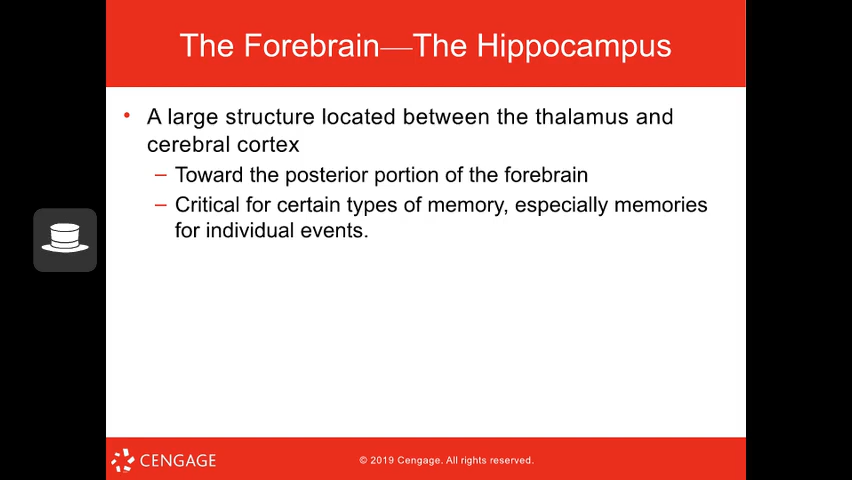 The Forebrain—The Hippocampus
• A large structure located between the thalamus and
cerebral cortex
– Toward the posterior portion of the forebrain
– Critical for certain types of memory, especially memories
for individual events.
CENGAGE
© 2019 Cengage. All rights reserved.